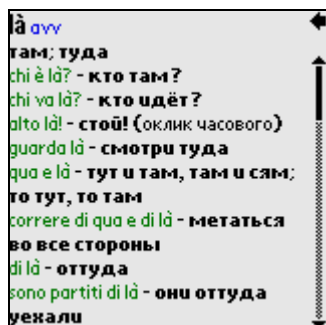 là avv
там; туда
chi è là? - кто там?
chi va là? - кто идёт?
alto là! - стой! (оклик часового)
guarda là - смотри туда
qua e là - тут и там, там и сям;
то тут, то там
correre di qua e di là - метаться
во все стороны
di là - оттуда
sono partiti di là - они оттуда
уехали